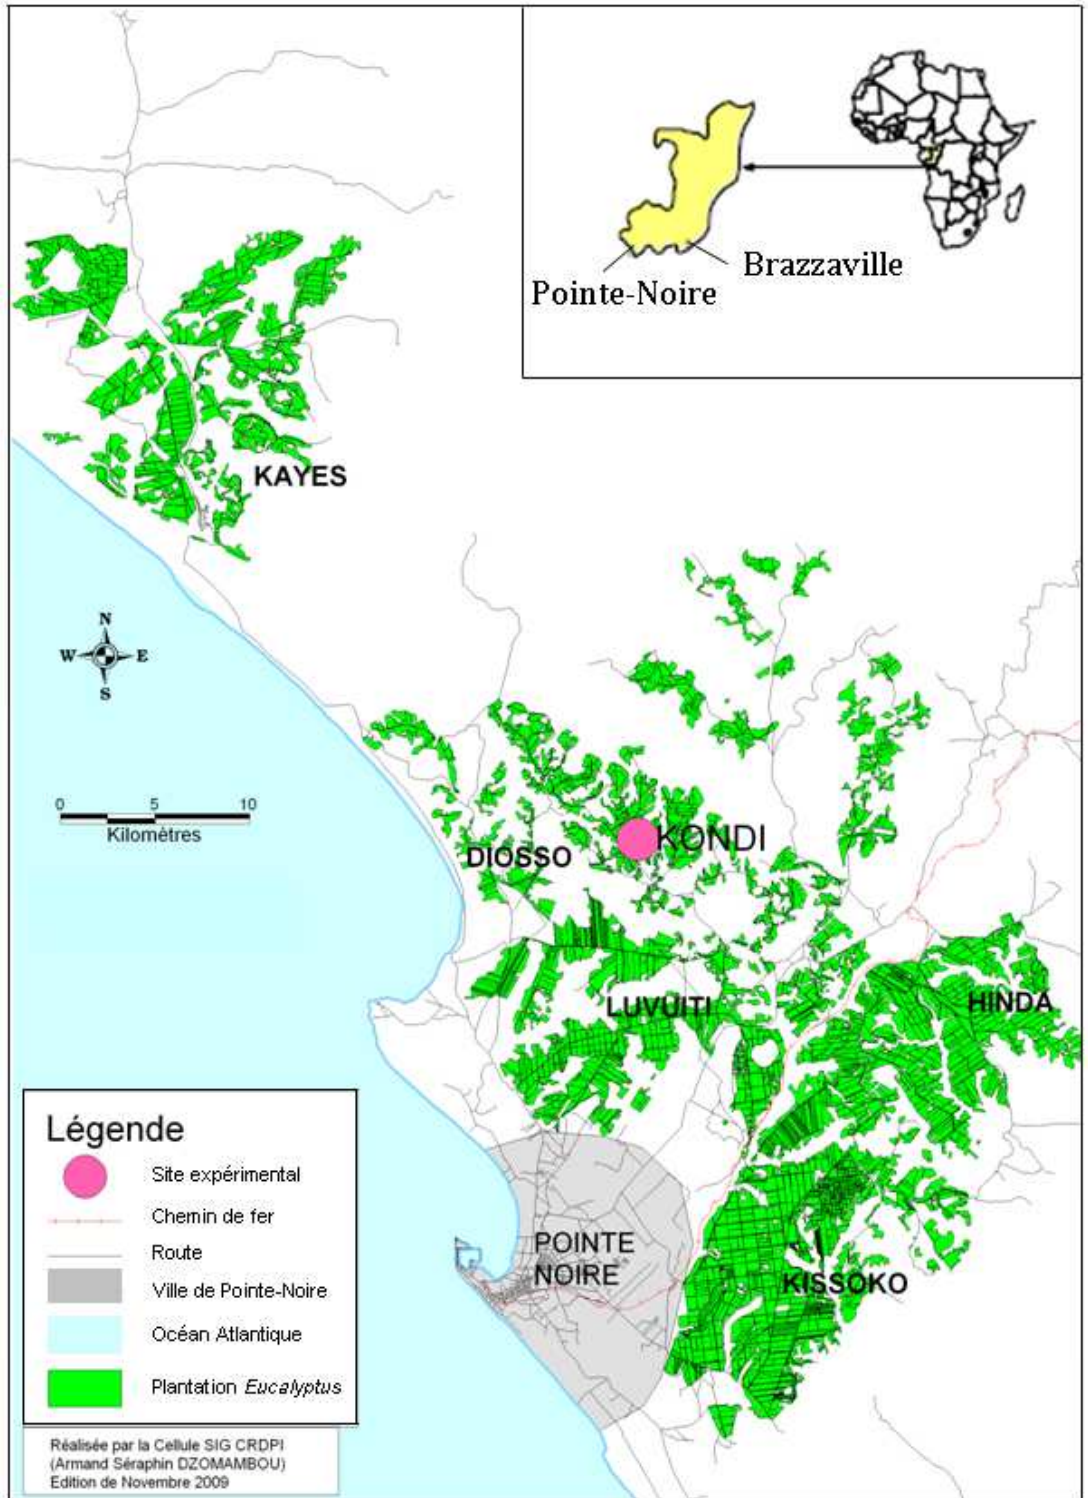 Brazzaville
Pointe-Noire
KAYES
N
W E
S
0 5 10
Kilomètres
KONDI
DIOSSO
LUVUITI
HINDA
POINTE
NOIRE
KISSOKO
Légende
Site expérimental
Chemin de fer
Route
Ville de Pointe-Noire
Océan Atlantique
Plantation Eucalyptus
Réalisée par la Cellule SIG CRDPI
(Armand Séraphin DZOMAMBOU)
Edition de Novembre 2009